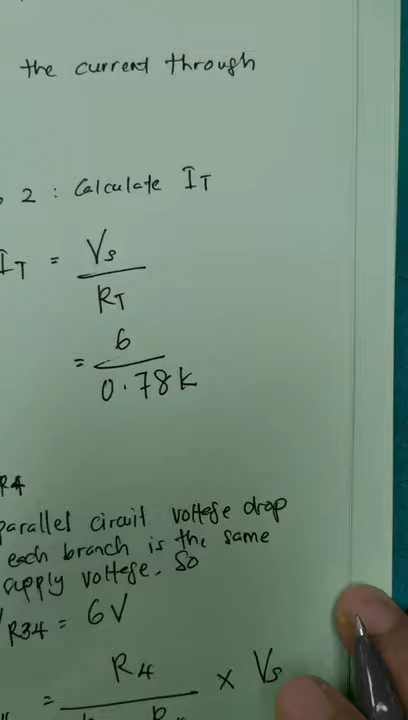 the current through
2 : Calculate IT
IT = Vs
RT
= 6
0.78K
R4
parallel circuit voltage drop
each branch is the same
supply voltage. So
R34 = 6V
= R4 x Vs